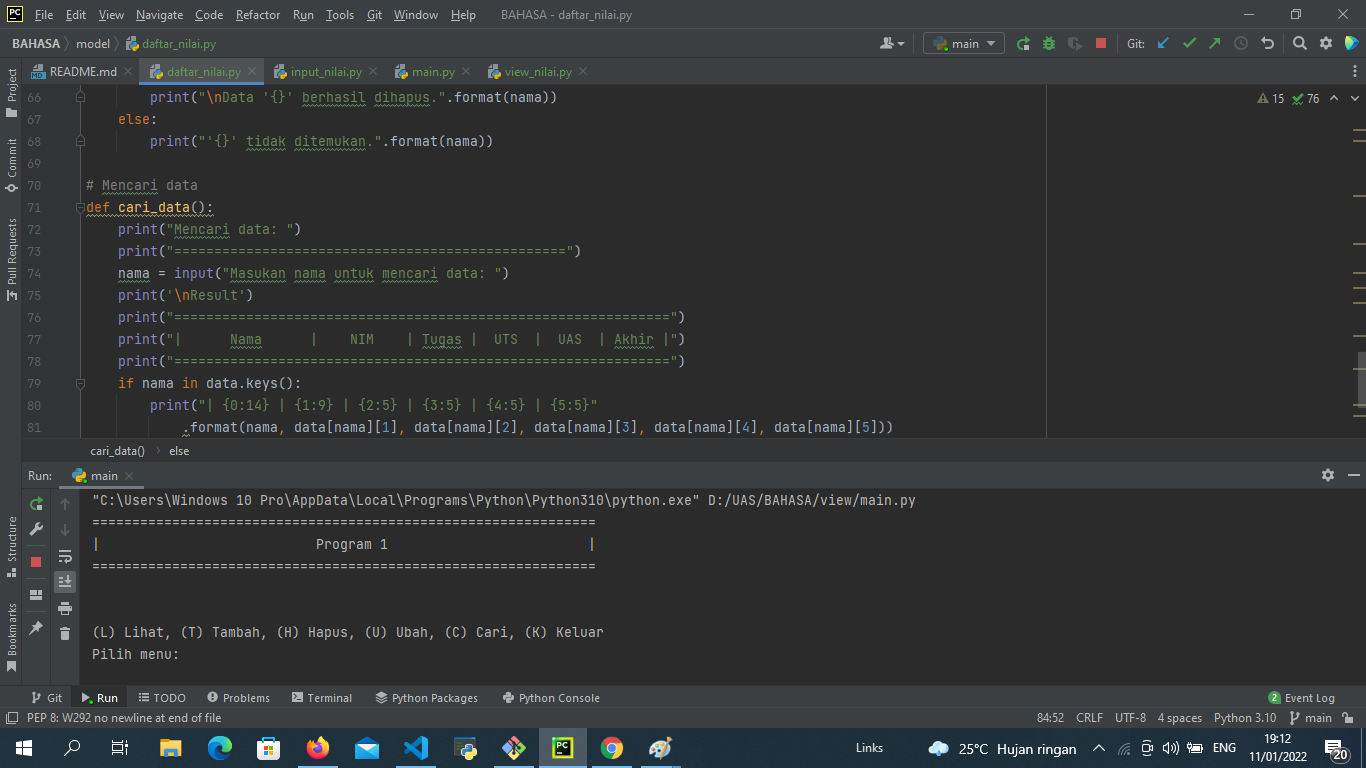 PC File Edit View Navigate Code Refactor Run Tools Git Window Help BAHASA - daftar_nilai.py
BAHASA model daftar_nilai.py main Git:
README.md daftar_nilai.py input_nilai.py main.py view_nilai.py
Project
Commit
Pull Requests
Structure
Bookmarks
15 76
66 print("\nData '{}' berhasil dihapus.".format(nama))
67 else:
68 print("'{}' tidak ditemukan.".format(nama))
69
70 # Mencari data
71 def cari_data():
72 print("Mencari data: ")
73 print("=================================================")
74 nama = input("Masukan nama untuk mencari data: ")
75 print('\nResult')
76 print("==============================================================")
77 print("|      Nama      |    NIM    | Tugas |  UTS  |  UAS  | Akhir |")
78 print("==============================================================")
79 if nama in data.keys():
80 print("| {0:14} | {1:9} | {2:5} | {3:5} | {4:5} | {5:5}"
81 .format(nama, data[nama][1], data[nama][2], data[nama][3], data[nama][4], data[nama][5]))
cari_data() else
Run: main
"C:\Users\Windows 10 Pro\AppData\Local\Programs\Python\Python310\python.exe" D:/UAS/BAHASA/view/main.py
===============================================================
|                           Program 1                         |
===============================================================
(L) Lihat, (T) Tambah, (H) Hapus, (U) Ubah, (C) Cari, (K) Keluar
Pilih menu:
Git Run TODO Problems Terminal Python Packages Python Console 2 Event Log
PEP 8: W292 no newline at end of file 84:52 CRLF UTF-8 4 spaces Python 3.10 main
PC Links 25°C Hujan ringan ENG 19:12
11/01/2022 20